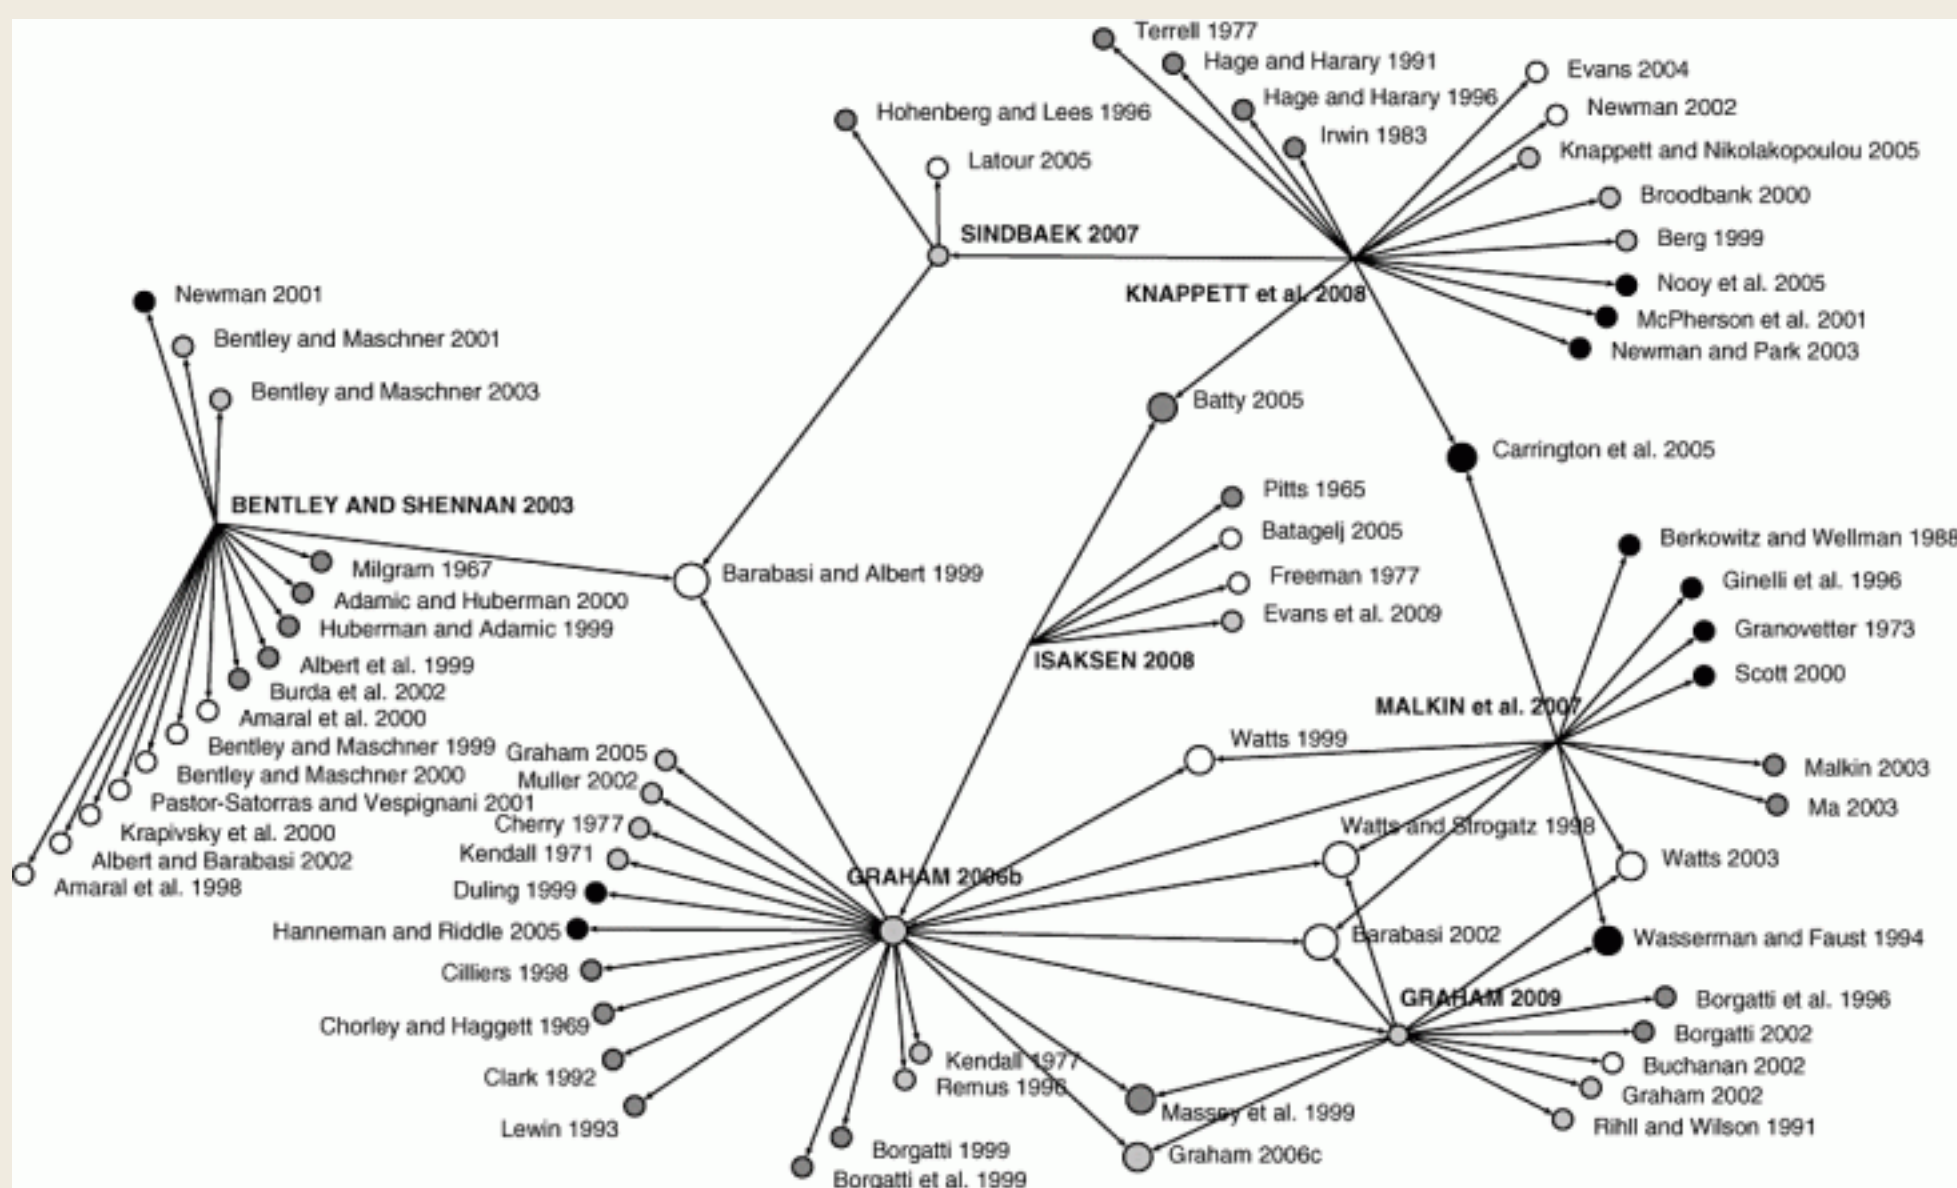 Terrell 1977
Hage and Harary 1991
Evans 2004
Hage and Harary 1996
Newman 2002
Hohenberg and Lees 1996
Irwin 1983
Knappett and Nikolakopoulou 2005
Latour 2005
Broodbank 2000
SINDBAEK 2007
Berg 1999
Nooy et al. 2005
KNAPPETT et al. 2008
Newman 2001
McPherson et al. 2001
Bentley and Maschner 2001
Newman and Park 2003
Bentley and Maschner 2003
Batty 2005
Carrington et al. 2005
Pitts 1965
BENTLEY AND SHENNAN 2003
Batagelj 2005
Berkowitz and Wellman 1988
Milgram 1967
Barabasi and Albert 1999
Freeman 1977
Ginelli et al. 1996
Adamic and Huberman 2000
Evans et al. 2009
Huberman and Adamic 1999
Granovetter 1973
Albert et al. 1999
ISAKSEN 2008
Scott 2000
Burda et al. 2002
MALKIN et al. 2007
Amaral et al. 2000
Watts 1999
Bentley and Maschner 1999
Graham 2005
Malkin 2003
Bentley and Maschner 2000
Muller 2002
Pastor-Satorras and Vespignani 2001
Ma 2003
Krapivsky et al. 2000
Cherry 1977
Watts and Strogatz 1998
Albert and Barabasi 2002
Kendall 1971
Watts 2003
Amaral et al. 1998
Duling 1999
GRAHAM 2006b
Hanneman and Riddle 2005
Barabasi 2002
Wasserman and Faust 1994
Cilliers 1998
GRAHAM 2009
Borgatti et al. 1996
Chorley and Haggett 1969
Borgatti 2002
Kendall 1977
Buchanan 2002
Clark 1992
Remus 1996
Graham 2002
Massey et al. 1999
Lewin 1993
Rihll and Wilson 1991
Borgatti 1999
Graham 2006c
Borgatti et al. 1999